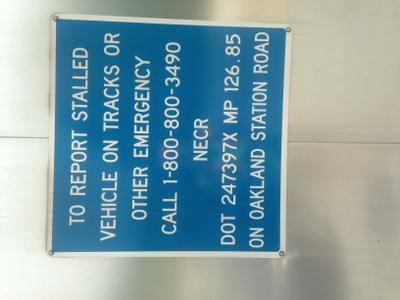 TO REPORT STALLED
VEHICLE ON TRACKS OR
OTHER EMERGENCY
CALL 1-800-800-3490
NECR
DOT 247397X MP 126.85
ON OAKLAND STATION ROAD